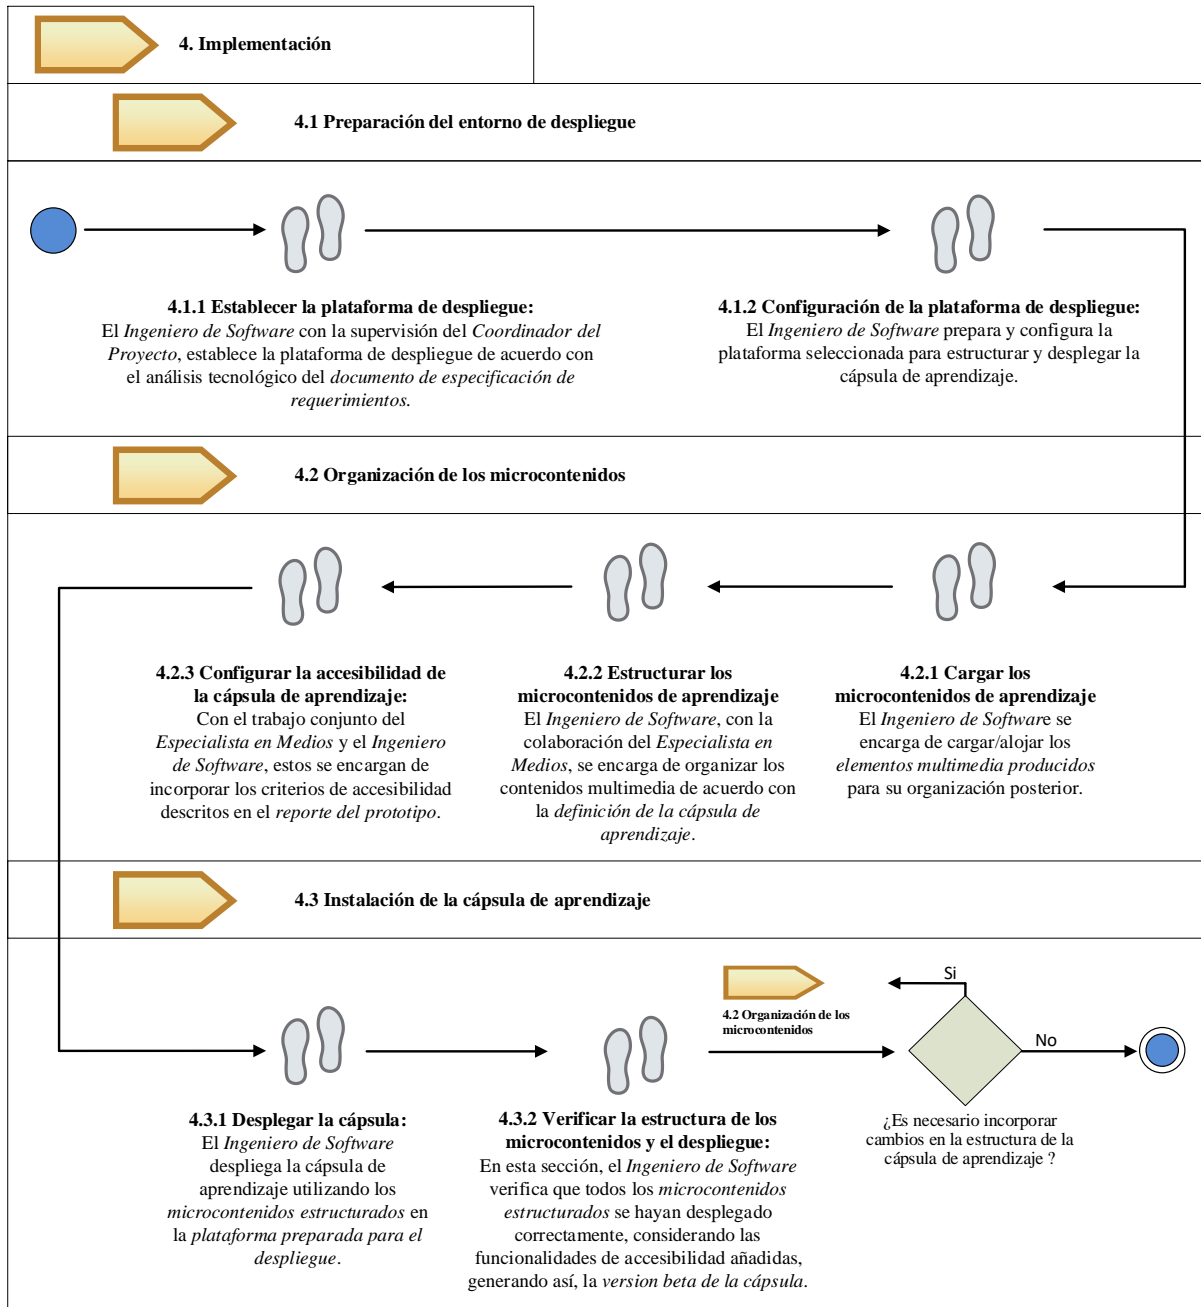 4. Implementación
4.1 Preparación del entorno de despliegue
4.1.1 Establecer la plataforma de despliegue:
El Ingeniero de Software con la supervisión del Coordinador del
Proyecto, establece la plataforma de despliegue de acuerdo con
el análisis tecnológico del documento de especificación de
requerimientos.
4.1.2 Configuración de la plataforma de despliegue:
El Ingeniero de Software prepara y configura la
plataforma seleccionada para estructurar y desplegar la
cápsula de aprendizaje.
4.2 Organización de los microcontenidos
4.2.3 Configurar la accesibilidad de
la cápsula de aprendizaje:
Con el trabajo conjunto del
Especialista en Medios y el Ingeniero
de Software, estos se encargan de
incorporar los criterios de accesibilidad
descritos en el reporte del prototipo.
4.2.2 Estructurar los
microcontenidos de aprendizaje
El Ingeniero de Software, con la
colaboración del Especialista en
Medios, se encarga de organizar los
contenidos multimedia de acuerdo con
la definición de la cápsula de
aprendizaje.
4.2.1 Cargar los
microcontenidos de aprendizaje
El Ingeniero de Software se
encarga de cargar/alojar los
elementos multimedia producidos
para su organización posterior.
4.3 Instalación de la cápsula de aprendizaje
4.3.1 Desplegar la cápsula:
El Ingeniero de Software
despliega la cápsula de
aprendizaje utilizando los
microcontenidos estructurados en
la plataforma preparada para el
despliegue.
4.3.2 Verificar la estructura de los
microcontenidos y el despliegue:
En esta sección, el Ingeniero de Software
verifica que todos los microcontenidos
estructurados se hayan desplegado
correctamente, considerando las
funcionalidades de accesibilidad añadidas,
generando así, la version beta de la cápsula.
4.2 Organización de los
microcontenidos
Si
No
¿Es necesario incorporar
cambios en la estructura de la
cápsula de aprendizaje ?